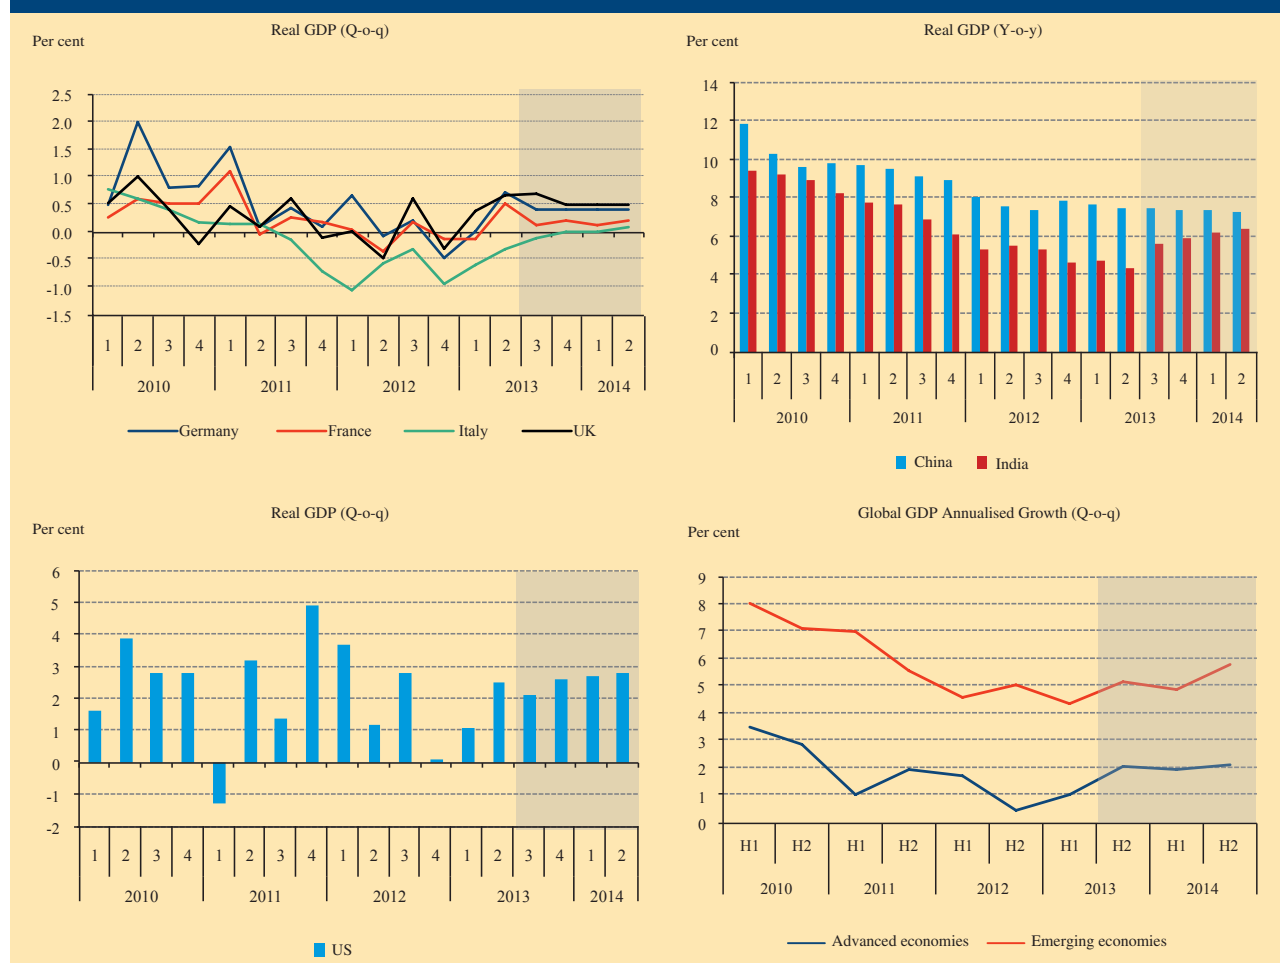 Real GDP (Q-o-q)
Per cent
2.5
2.0
1.5
1.0
0.5
0.0
-0.5
-1.0
-1.5
1 2 3 4 1 2 3 4 1 2 3 4 1 2 3 4 1 2
2010 2011 2012 2013 2014
Germany France Italy UK
Real GDP (Y-o-y)
Per cent
14
12
10
8
6
4
2
0
1 2 3 4 1 2 3 4 1 2 3 4 1 2 3 4 1 2
2010 2011 2012 2013 2014
China India
Real GDP (Q-o-q)
Per cent
6
5
4
3
2
1
0
-1
-2
1 2 3 4 1 2 3 4 1 2 4 3 4 1 2 3 4 1 2
2010 2011 2012 2013 2014
US
Global GDP Annualised Growth (Q-o-q)
Per cent
9
8
7
6
5
4
3
2
1
0
H1 H2 H1 H2 H1 H2 H1 H2 H1 H2
2010 2011 2012 2013 2014
Advanced economies Emerging economies